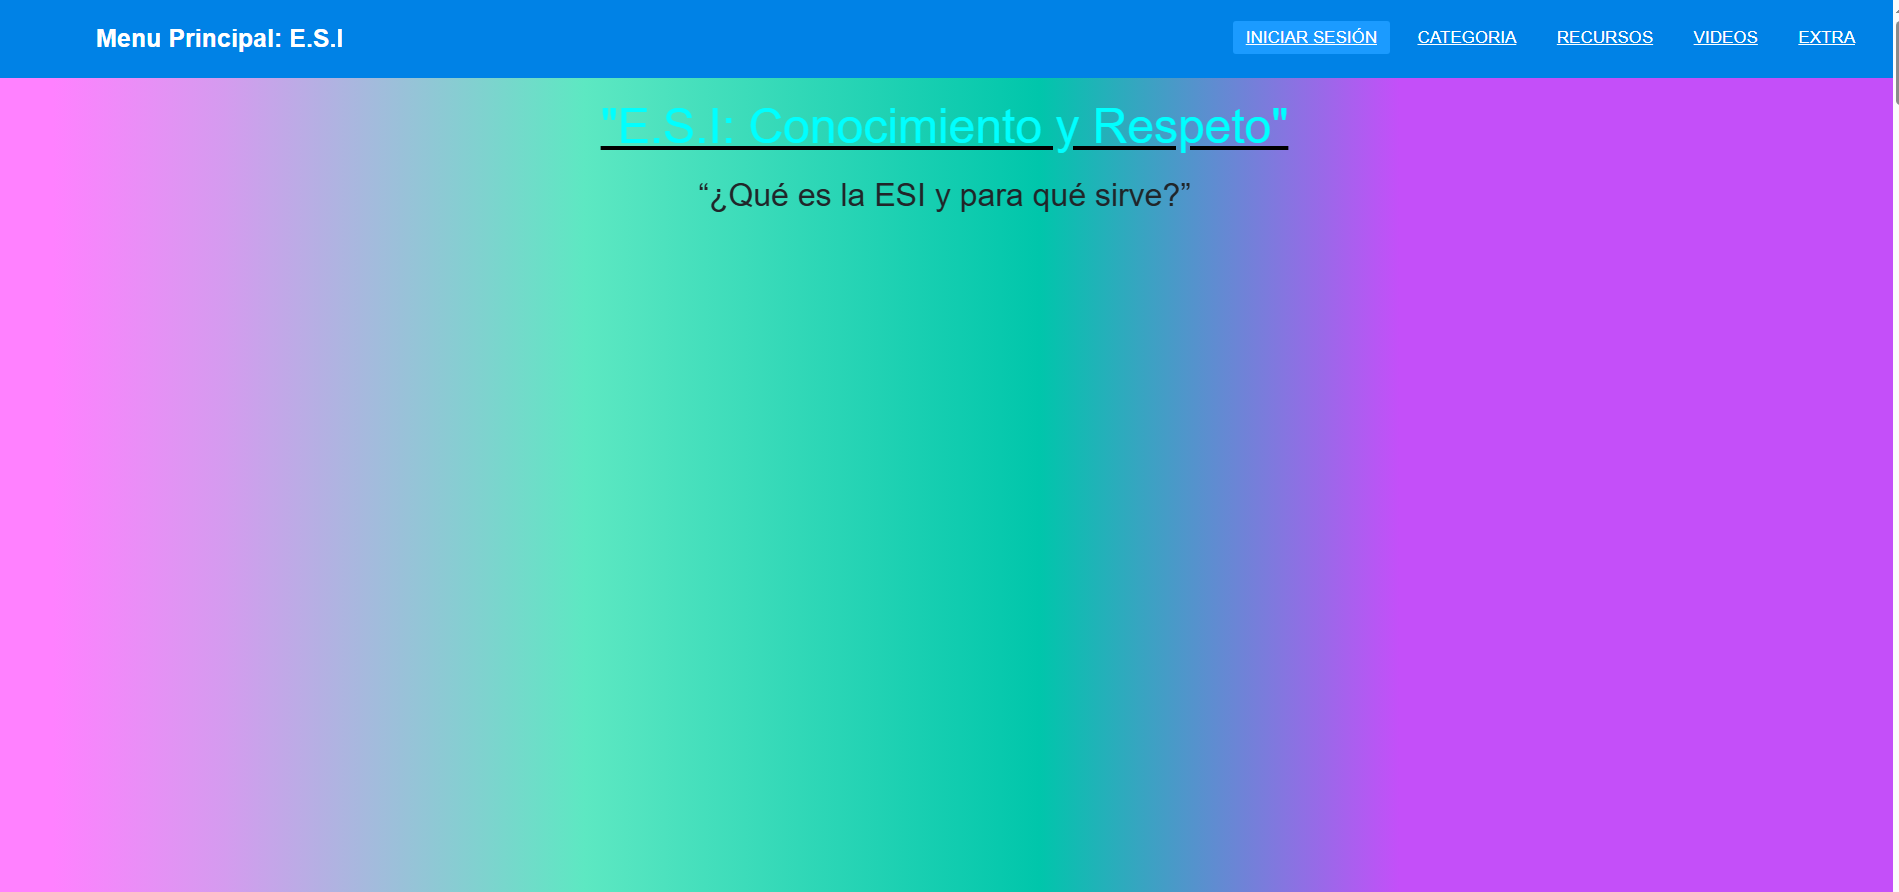 Menu Principal: E.S.I
INICIAR SESIÓN CATEGORIA RECURSOS VIDEOS EXTRA
"E.S.I: Conocimiento y Respeto"
“¿Qué es la ESI y para qué sirve?”